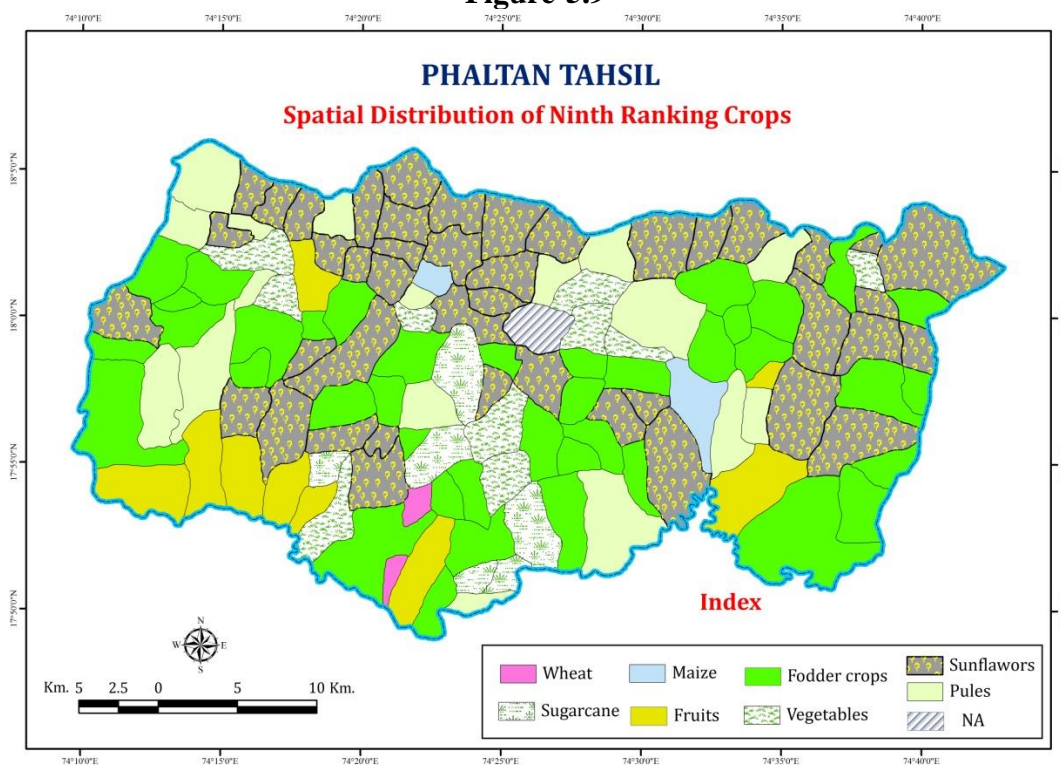 Figure 3.9
74°10'0"E 74°15'0"E 74°20'0"E 74°25'0"E 74°30'0"E 74°35'0"E 74°40'0"E
PHALTAN TAHSIL
Spatial Distribution of Ninth Ranking Crops
18°5'0"N
18°0'0"N
17°55'0"N
17°50'0"N
Index
N
W E
S
Km. 5 2.5 0 5 10 Km.
Wheat Maize Fodder crops Sunflawors
Pules
Sugarcane Fruits Vegetables NA
74°10'0"E 74°15'0"E 74°20'0"E 74°25'0"E 74°30'0"E 74°35'0"E 74°40'0"E